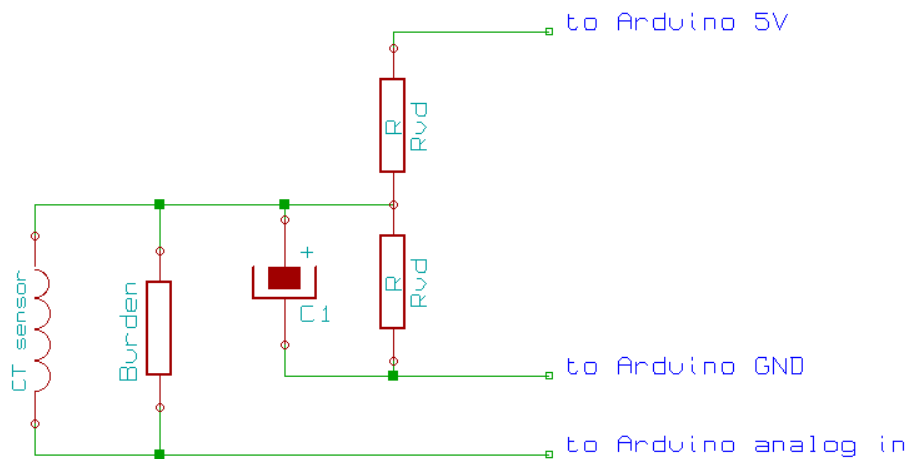 to Arduino 5V
R
Rvd
+
CT sensor
Burden
C1
R
Rvd
to Arduino GND
to Arduino analog in